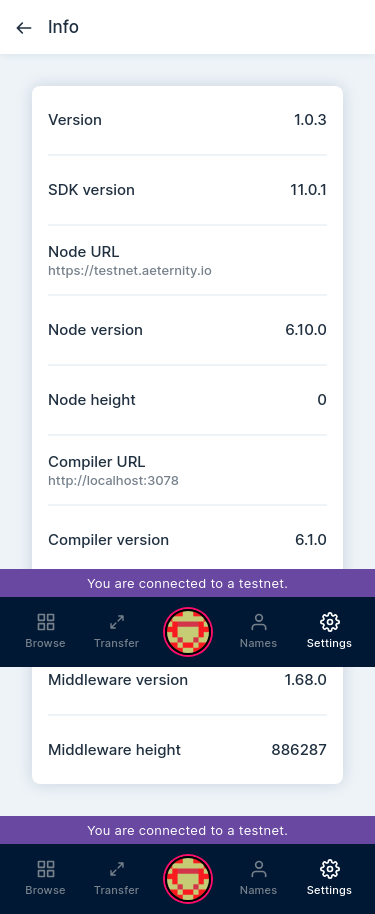 Info
Version 1.0.3
SDK version 11.0.1
Node URL
https://testnet.aeternity.io
Node version 6.10.0
Node height 0
Compiler URL
http://localhost:3078
Compiler version 6.1.0
You are connected to a testnet.
Browse Transfer Names Settings
Middleware version 1.68.0
Middleware height 886287
You are connected to a testnet.
Browse Transfer Names Settings